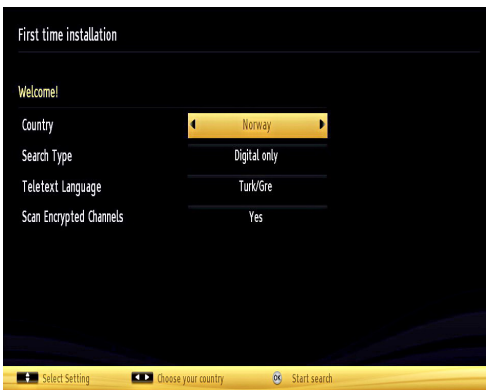 First time installation
Welcome!
Country Norway
Search Type Digital only
Teletext Language Turk/Gre
Scan Encrypted Channels Yes
Select Setting Choose your country OK Start search